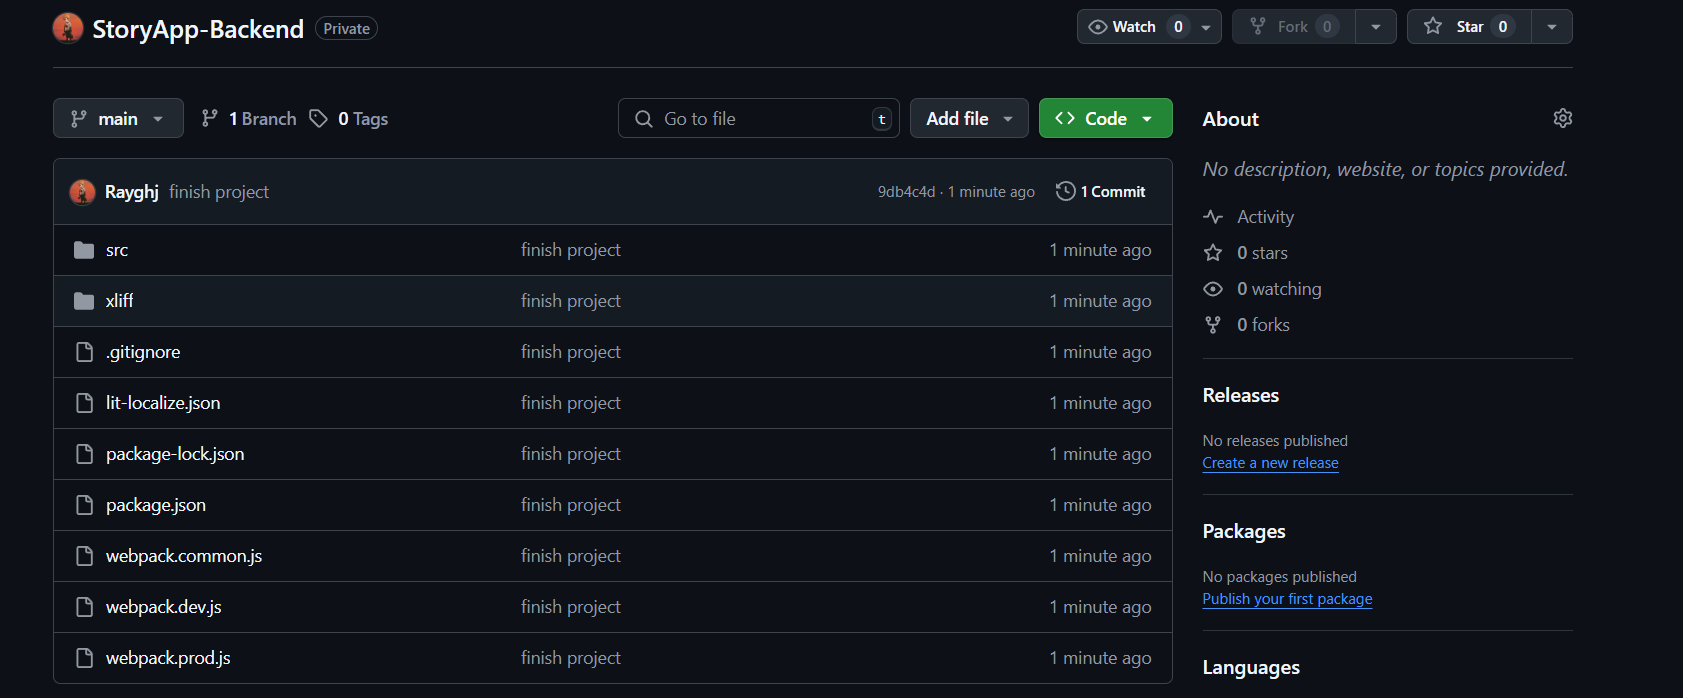 StoryApp-Backend Private Watch 0 Fork 0 Star 0
main 1 Branch 0 Tags Go to file t Add file Code
Rayghj finish project 9db4c4d · 1 minute ago 1 Commit
src finish project 1 minute ago
xliff finish project 1 minute ago
.gitignore finish project 1 minute ago
lit-localize.json finish project 1 minute ago
package-lock.json finish project 1 minute ago
package.json finish project 1 minute ago
webpack.common.js finish project 1 minute ago
webpack.dev.js finish project 1 minute ago
webpack.prod.js finish project 1 minute ago
About
No description, website, or topics provided.
Activity
0 stars
0 watching
0 forks
Releases
No releases published
Create a new release
Packages
No packages published
Publish your first package
Languages